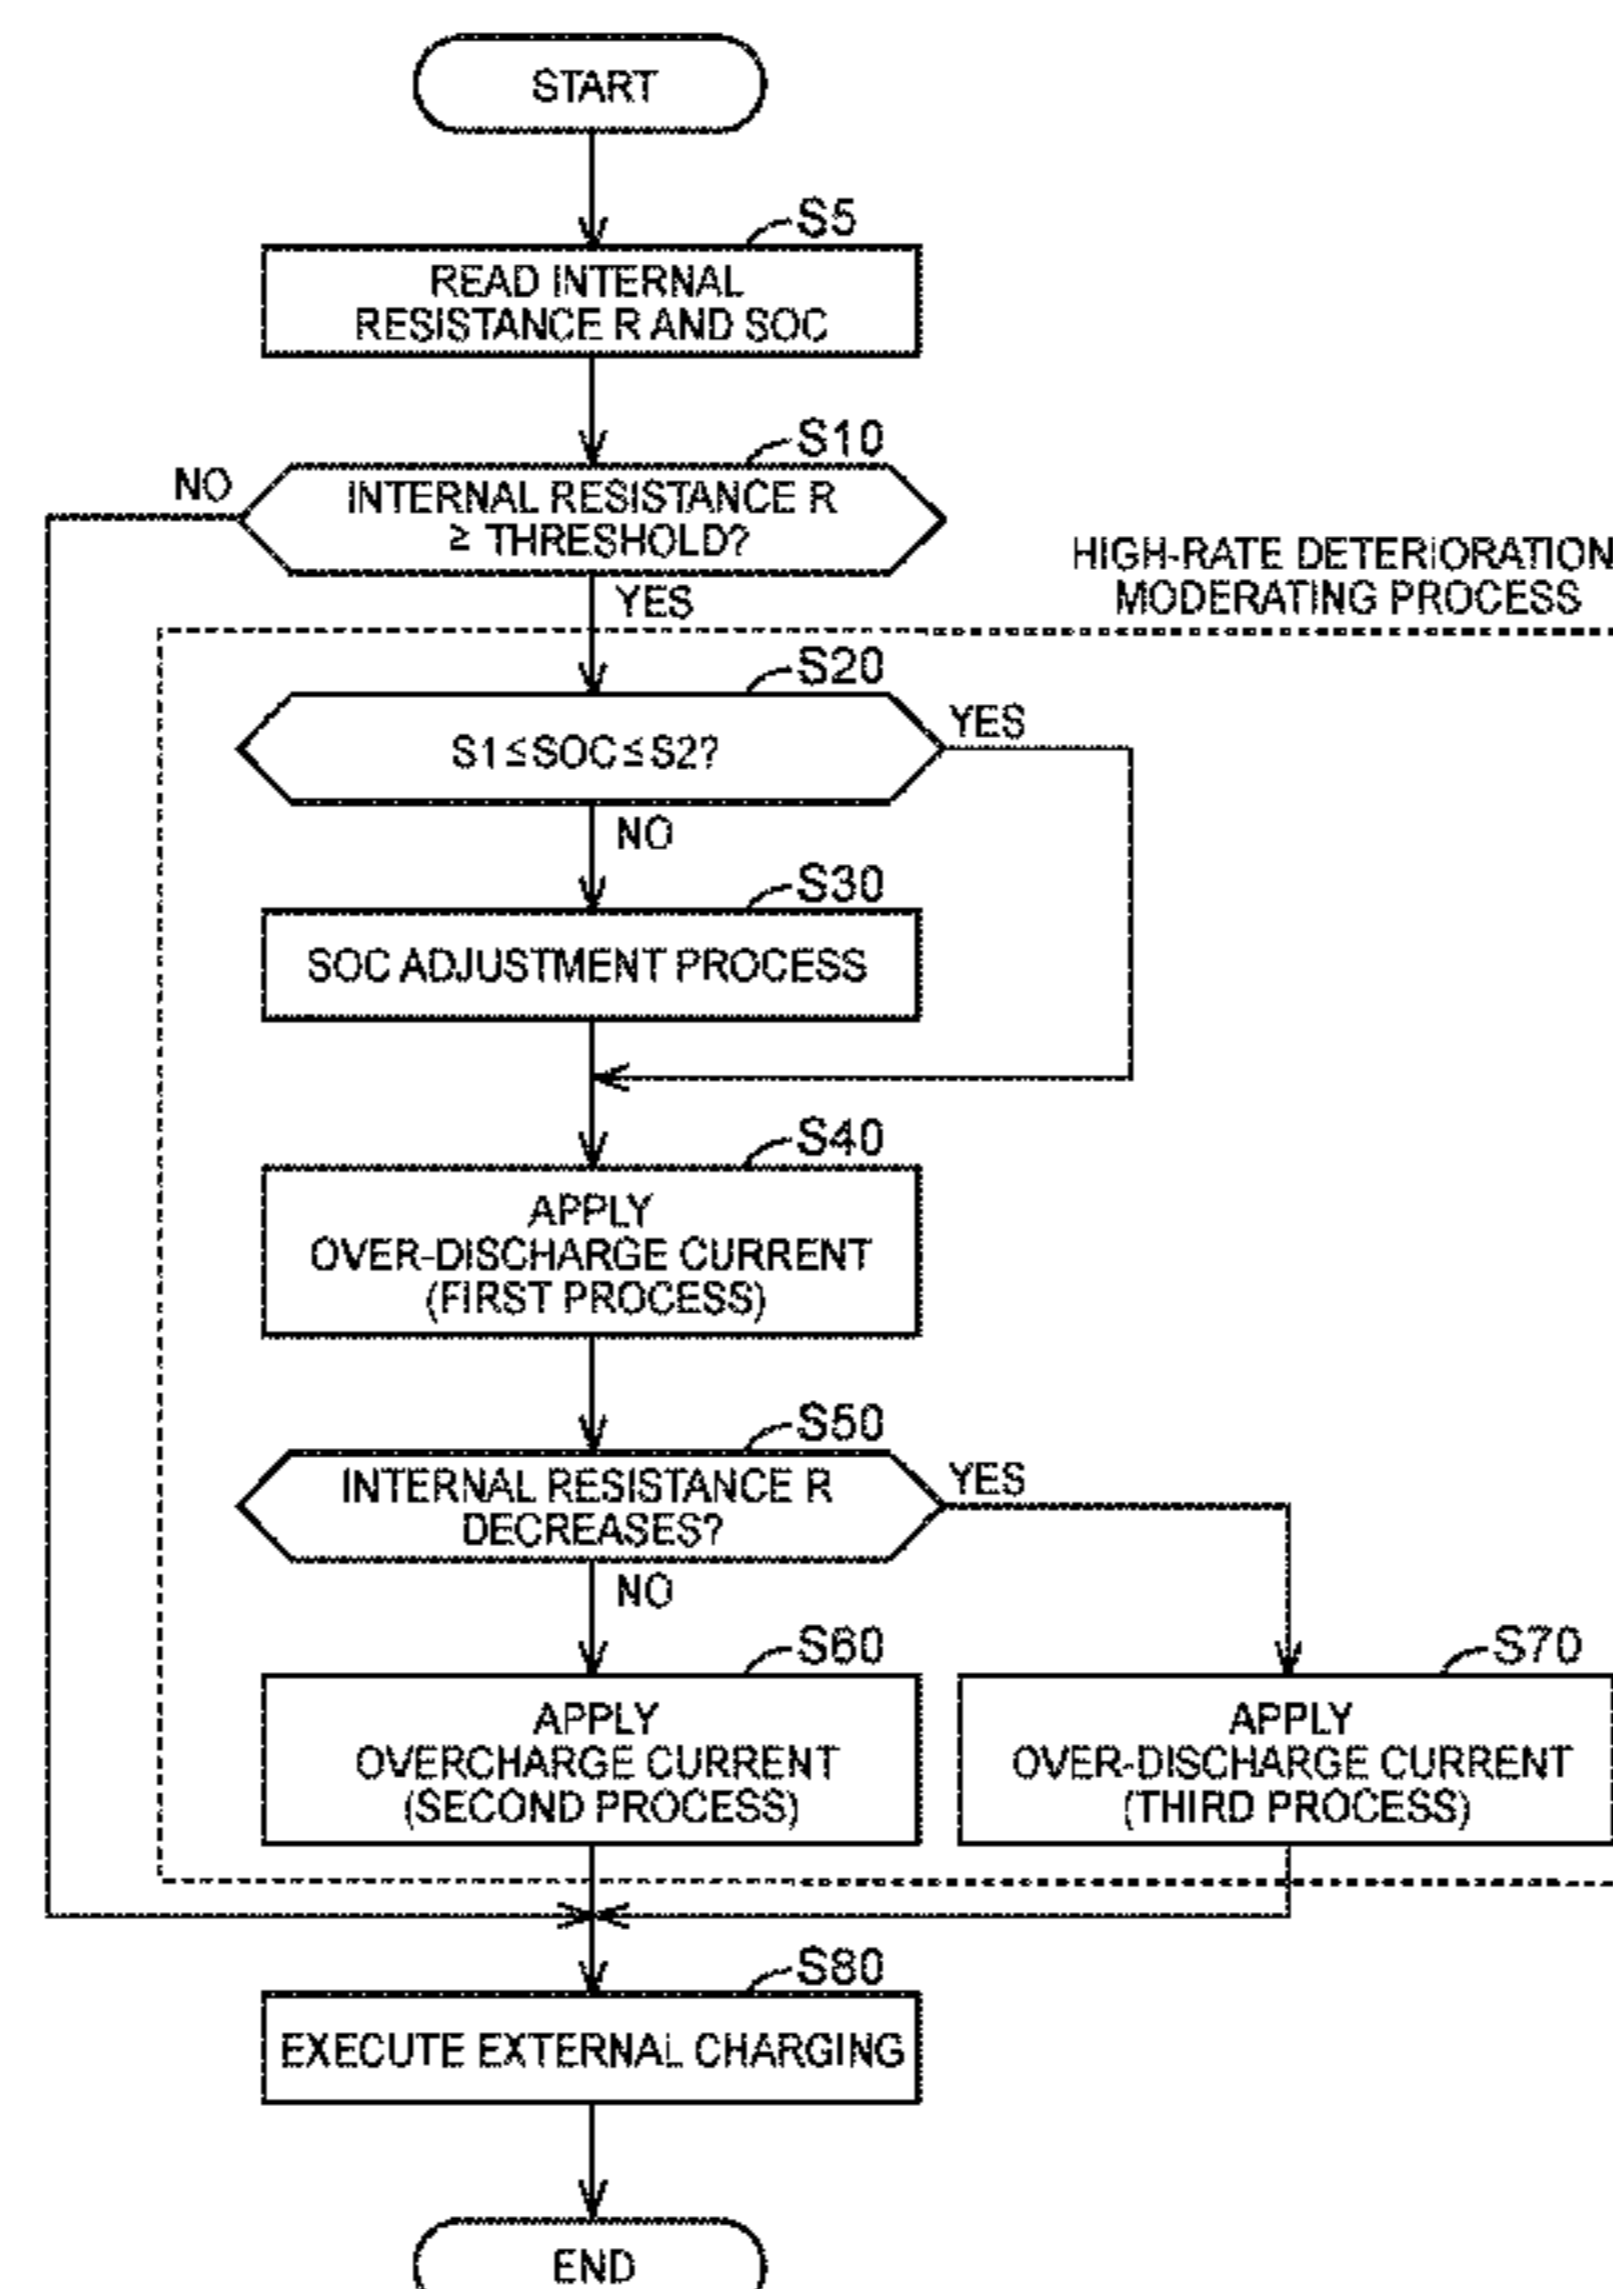 START
S5
READ INTERNAL
RESISTANCE R AND SOC
S10
NO
INTERNAL RESISTANCE R
≥ THRESHOLD?
YES
HIGH-RATE DETERIORATION
MODERATING PROCESS
S20
S1≤SOC≤S2?
YES
NO
S30
SOC ADJUSTMENT PROCESS
S40
APPLY
OVER-DISCHARGE CURRENT
(FIRST PROCESS)
S50
INTERNAL RESISTANCE R
DECREASES?
YES
NO
S60
APPLY
OVERCHARGE CURRENT
(SECOND PROCESS)
S70
APPLY
OVER-DISCHARGE CURRENT
(THIRD PROCESS)
S80
EXECUTE EXTERNAL CHARGING
END